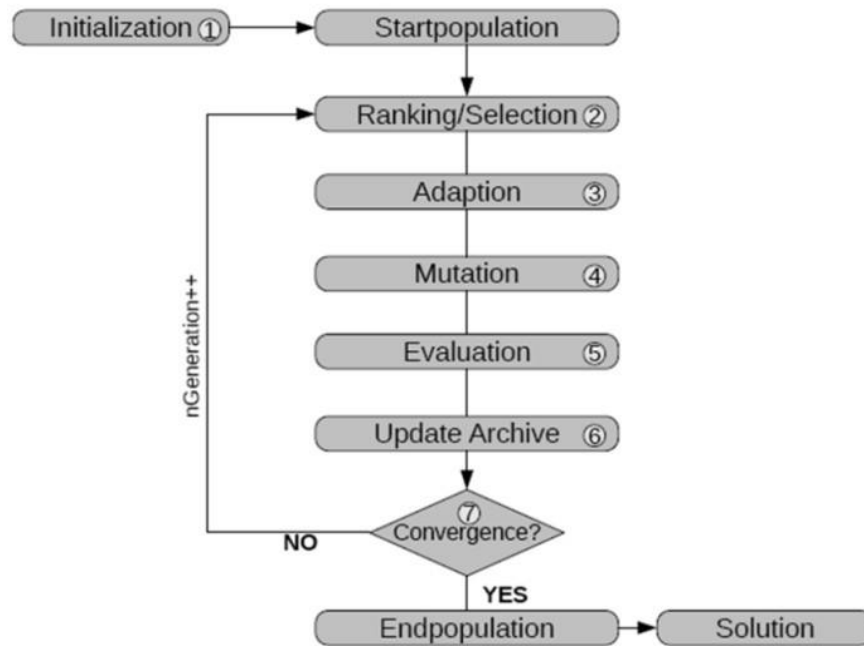 Initialization ①
Startpopulation
Ranking/Selection ②
Adaption ③
Mutation ④
Evaluation ⑤
Update Archive ⑥
⑦
Convergence?
NO
nGeneration++
YES
Endpopulation
Solution